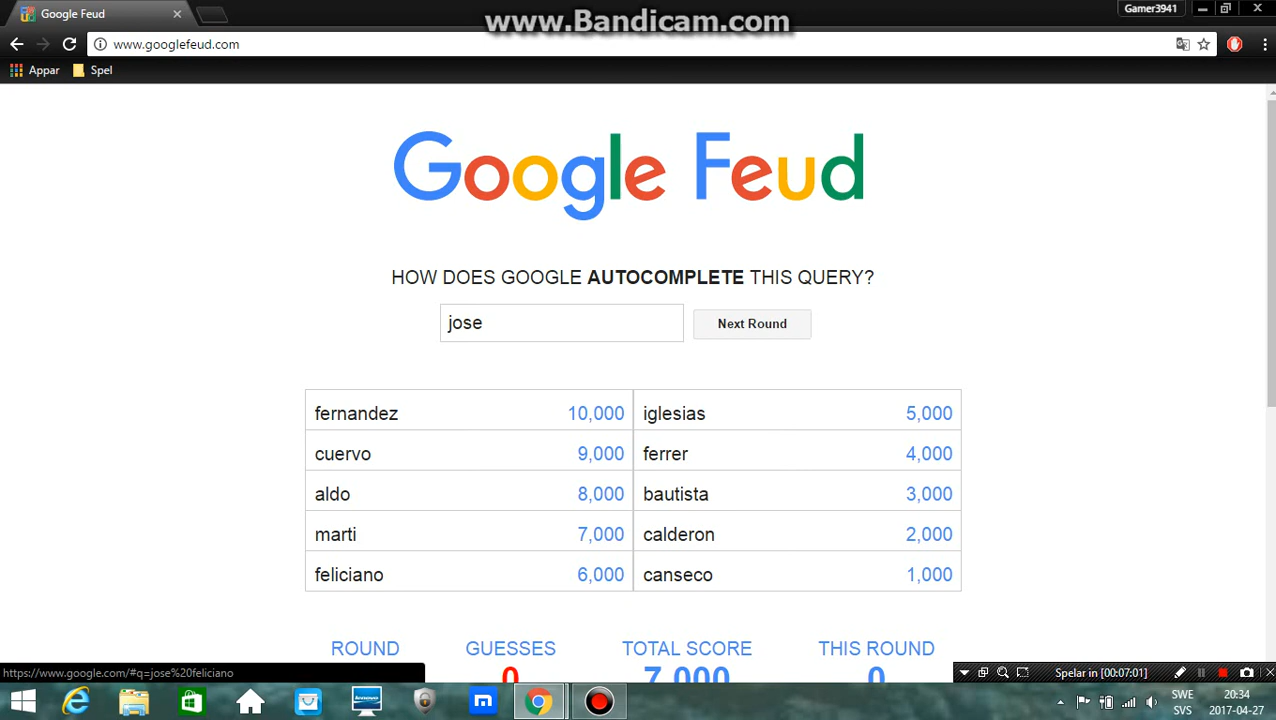 Google Feud
www.Bandicam.com
Gamer3941
www.googlefeud.com
Appar
Spel
Google Feud
HOW DOES GOOGLE AUTOCOMPLETE THIS QUERY?
jose
Next Round
fernandez 10,000 iglesias 5,000
cuervo 9,000 ferrer 4,000
aldo 8,000 bautista 3,000
marti 7,000 calderon 2,000
feliciano 6,000 canseco 1,000
ROUND GUESSES TOTAL SCORE THIS ROUND
0 7,000 0
https://www.google.com/#q=jose%20feliciano
Spelar in [00:07:01]
SWE 20:34
SVS 2017-04-27